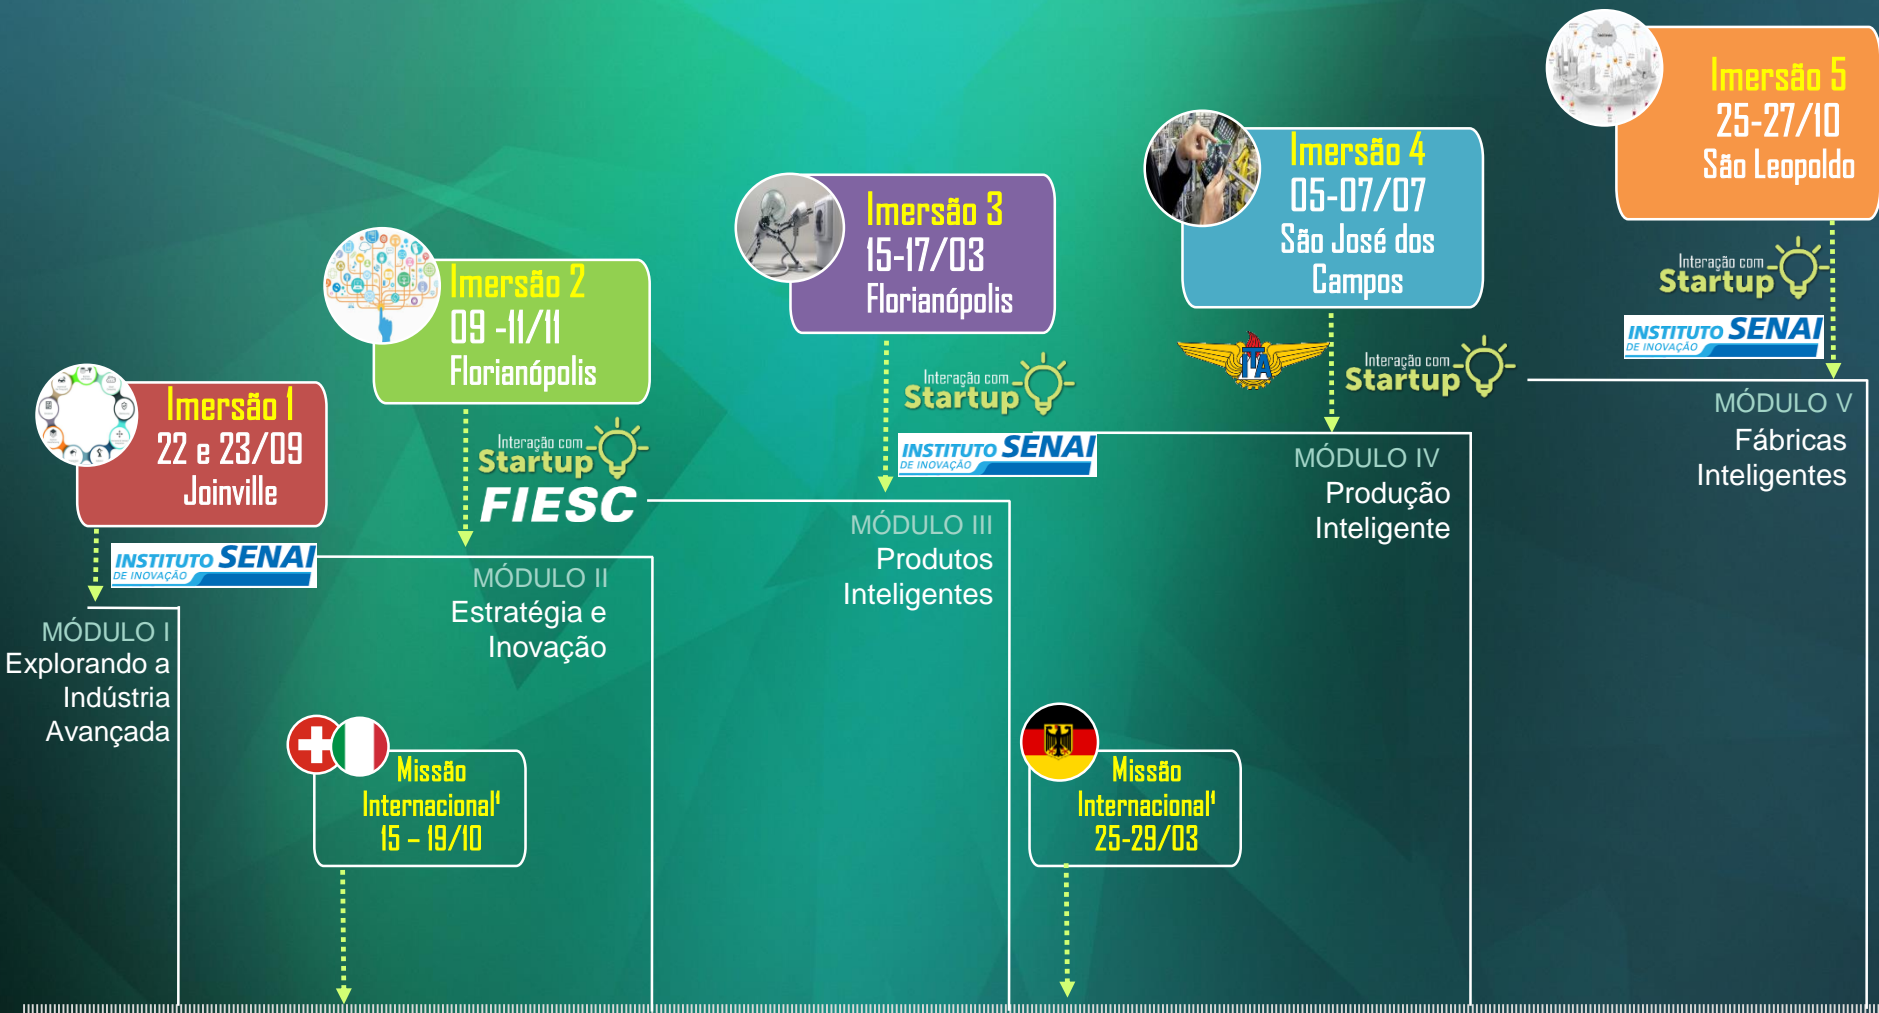 Imersão 1
22 e 23/09
Joinville
INSTITUTO SENAI
DE INOVAÇÃO
MÓDULO I
Explorando a
Indústria
Avançada
Imersão 2
09 -11/11
Florianópolis
Interação com
Startup
FIESC
MÓDULO II
Estratégia e
Inovação
Missão
Internacional¹
15 – 19/10
Imersão 3
15-17/03
Florianópolis
Interação com
Startup
INSTITUTO SENAI
DE INOVAÇÃO
MÓDULO III
Produtos
Inteligentes
Missão
Internacional¹
25-29/03
Imersão 4
05-07/07
São José dos
Campos
ITA
Interação com
Startup
MÓDULO IV
Produção
Inteligente
Imersão 5
25-27/10
São Leopoldo
Interação com
Startup
INSTITUTO SENAI
DE INOVAÇÃO
MÓDULO V
Fábricas
Inteligentes